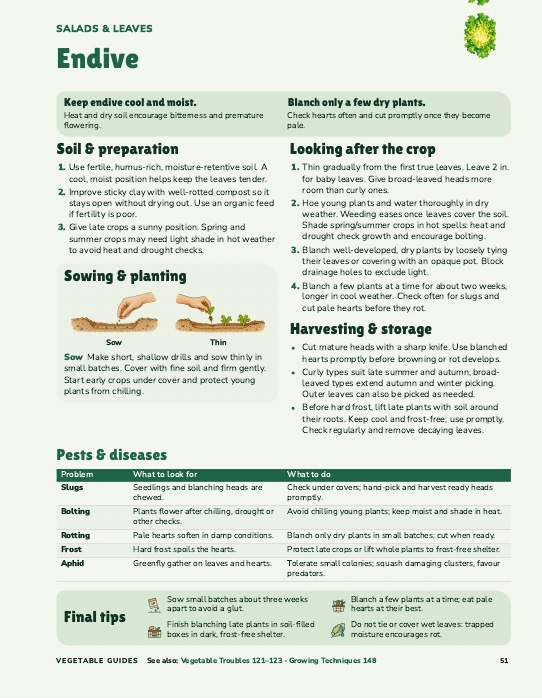 SALADS & LEAVES
Endive
Keep endive cool and moist.
Heat and dry soil encourage bitterness and premature
flowering.
Blanch only a few dry plants.
Check hearts often and cut promptly once they become
pale.
Soil & preparation
1. Use fertile, humus-rich, moisture-retentive soil. A
cool, moist position helps keep the leaves tender.
2. Improve sticky clay with well-rotted compost so it
stays open without drying out. Use an organic feed
if fertility is poor.
3. Give late crops a sunny position. Spring and
summer crops may need light shade in hot weather
to avoid heat and drought checks.
Sowing & planting
Sow
Thin
Sow Make short, shallow drills and sow thinly in
small batches. Cover with fine soil and firm gently.
Start early crops under cover and protect young
plants from chilling.
Looking after the crop
1. Thin gradually from the first true leaves. Leave 2 in.
for baby leaves. Give broad-leaved heads more
room than curly ones.
2. Hoe young plants and water thoroughly in dry
weather. Weeding eases once leaves cover the soil.
Shade spring/summer crops in hot spells: heat and
drought check growth and encourage bolting.
3. Blanch well-developed, dry plants by loosely tying
their leaves or covering with an opaque pot. Block
drainage holes to exclude light.
4. Blanch a few plants at a time for about two weeks,
longer in cool weather. Check often for slugs and
cut pale hearts before they rot.
Harvesting & storage
• Cut mature heads with a sharp knife. Use blanched
hearts promptly before browning or rot develops.
• Curly types suit late summer and autumn; broad-
leaved types extend autumn and winter picking.
Outer leaves can also be picked as needed.
• Before hard frost, lift late plants with soil around
their roots. Keep cool and frost-free; use promptly.
Check regularly and remove decaying leaves.
Pests & diseases
Problem What to look for What to do
Slugs Seedlings and blanching heads are Check under covers; hand-pick and harvest ready heads
chewed. promptly.
Bolting Plants flower after chilling, drought or Avoid chilling young plants; keep moist and shade in heat.
other checks.
Rotting Pale hearts soften in damp conditions. Blanch only dry plants in small batches; cut when ready.
Frost Hard frost spoils the hearts. Protect late crops or lift whole plants to frost-free shelter.
Aphid Greenfly gather on leaves and hearts. Tolerate small colonies; squash damaging clusters, favour
predators.
Final tips
Sow small batches about three weeks
apart to avoid a glut.
Blanch a few plants at a time; eat pale
hearts at their best.
Finish blanching late plants in soil-filled
boxes in dark, frost-free shelter.
Do not tie or cover wet leaves: trapped
moisture encourages rot.
VEGETABLE GUIDES See also: Vegetable Troubles 121–123 · Growing Techniques 148 51